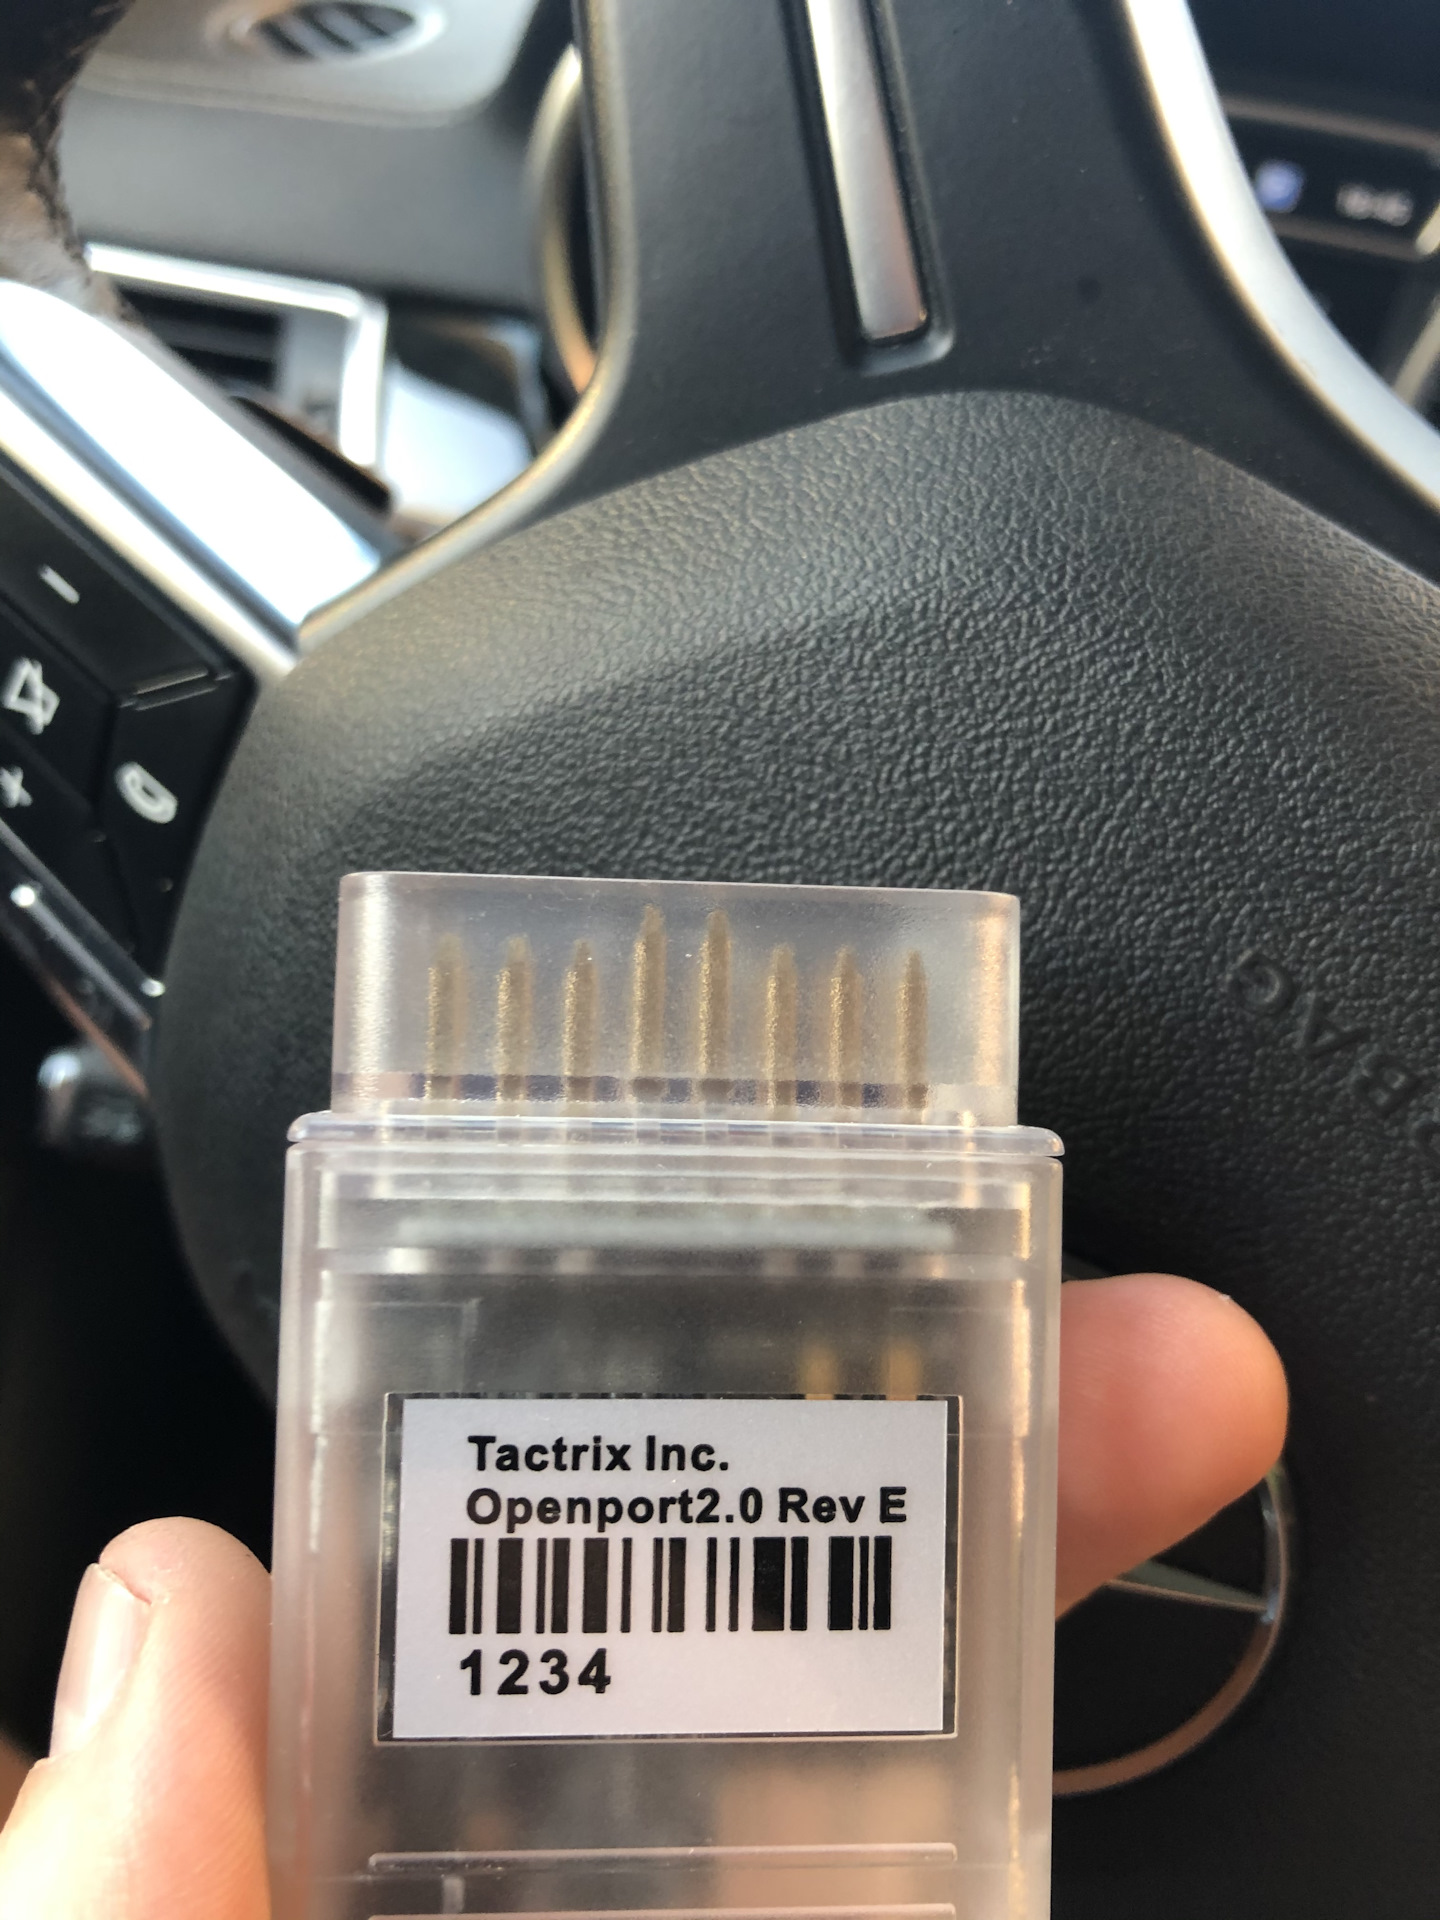 Tactrix Inc.
Openport2.0 Rev E
1234